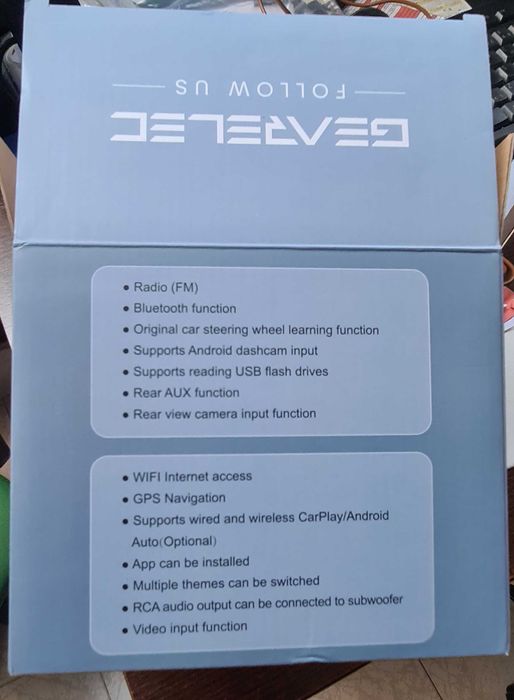 FOLLOW US
GEARELEC
• Radio (FM)
• Bluetooth function
• Original car steering wheel learning function
• Supports Android dashcam input
• Supports reading USB flash drives
• Rear AUX function
• Rear view camera input function
• WIFI Internet access
• GPS Navigation
• Supports wired and wireless CarPlay/Android
Auto(Optional)
• App can be installed
• Multiple themes can be switched
• RCA audio output can be connected to subwoofer
• Video input function